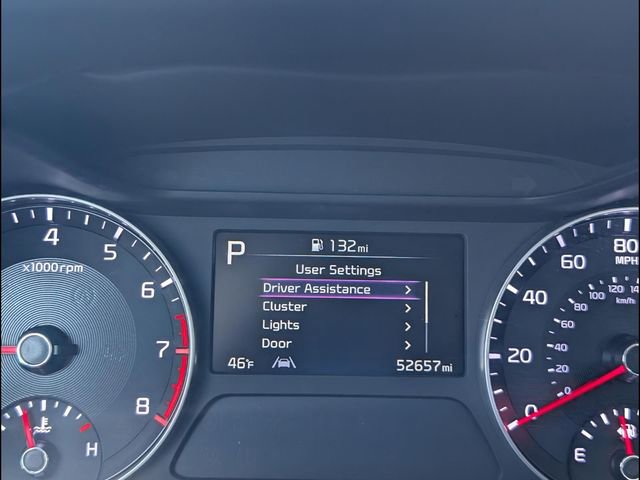 P
132mi
User Settings
Driver Assistance >
Cluster >
Lights >
Door >
46°F
52657mi
4
5
6
7
8
x1000rpm
H
0
20
40
60
80
MPH
0
20
40
60
80
100
120
km/h
E